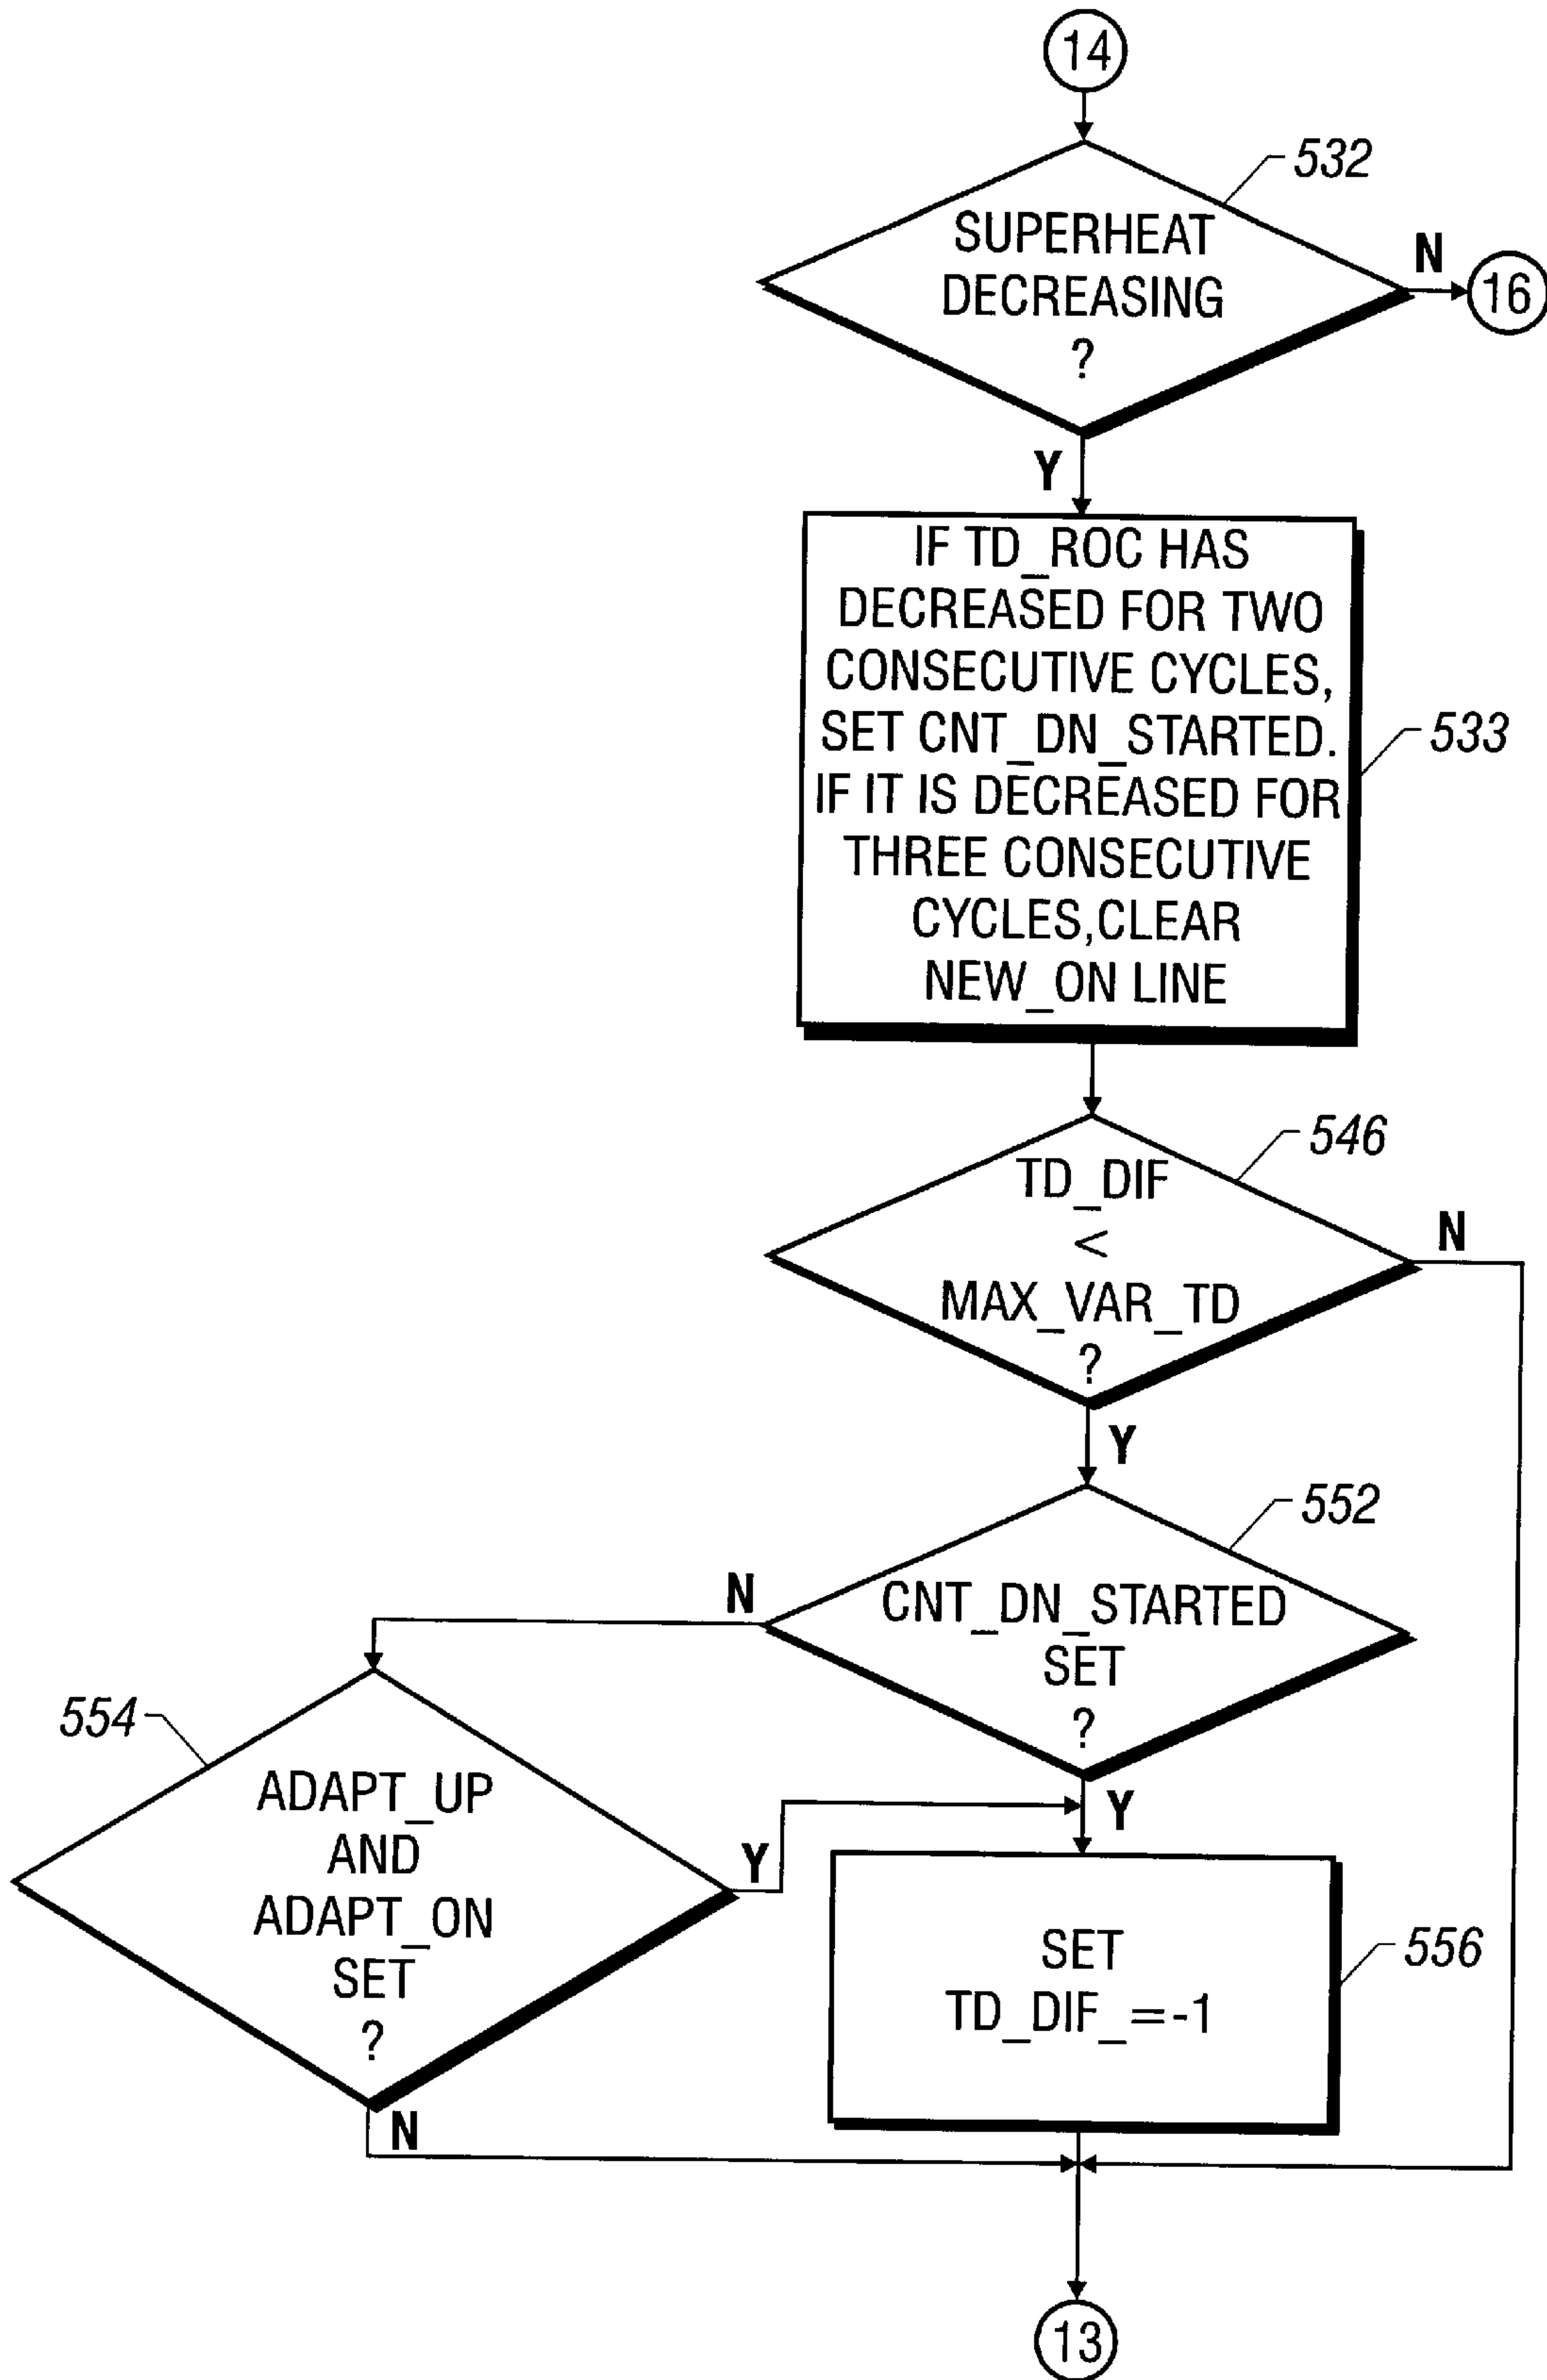 14
532
SUPERHEAT
DECREASING
?
N
16
Y
IF TD_ROC HAS
DECREASED FOR TWO
CONSECUTIVE CYCLES,
SET CNT_DN_STARTED.
IF IT IS DECREASED FOR
THREE CONSECUTIVE
CYCLES,CLEAR
NEW_ON LINE
533
546
TD_DIF
<
MAX_VAR_TD
?
N
Y
552
CNT_DN_STARTED
SET
?
N
Y
554
ADAPT_UP
AND
ADAPT_ON
SET
?
Y
N
SET
TD_DIF_=-1
556
13